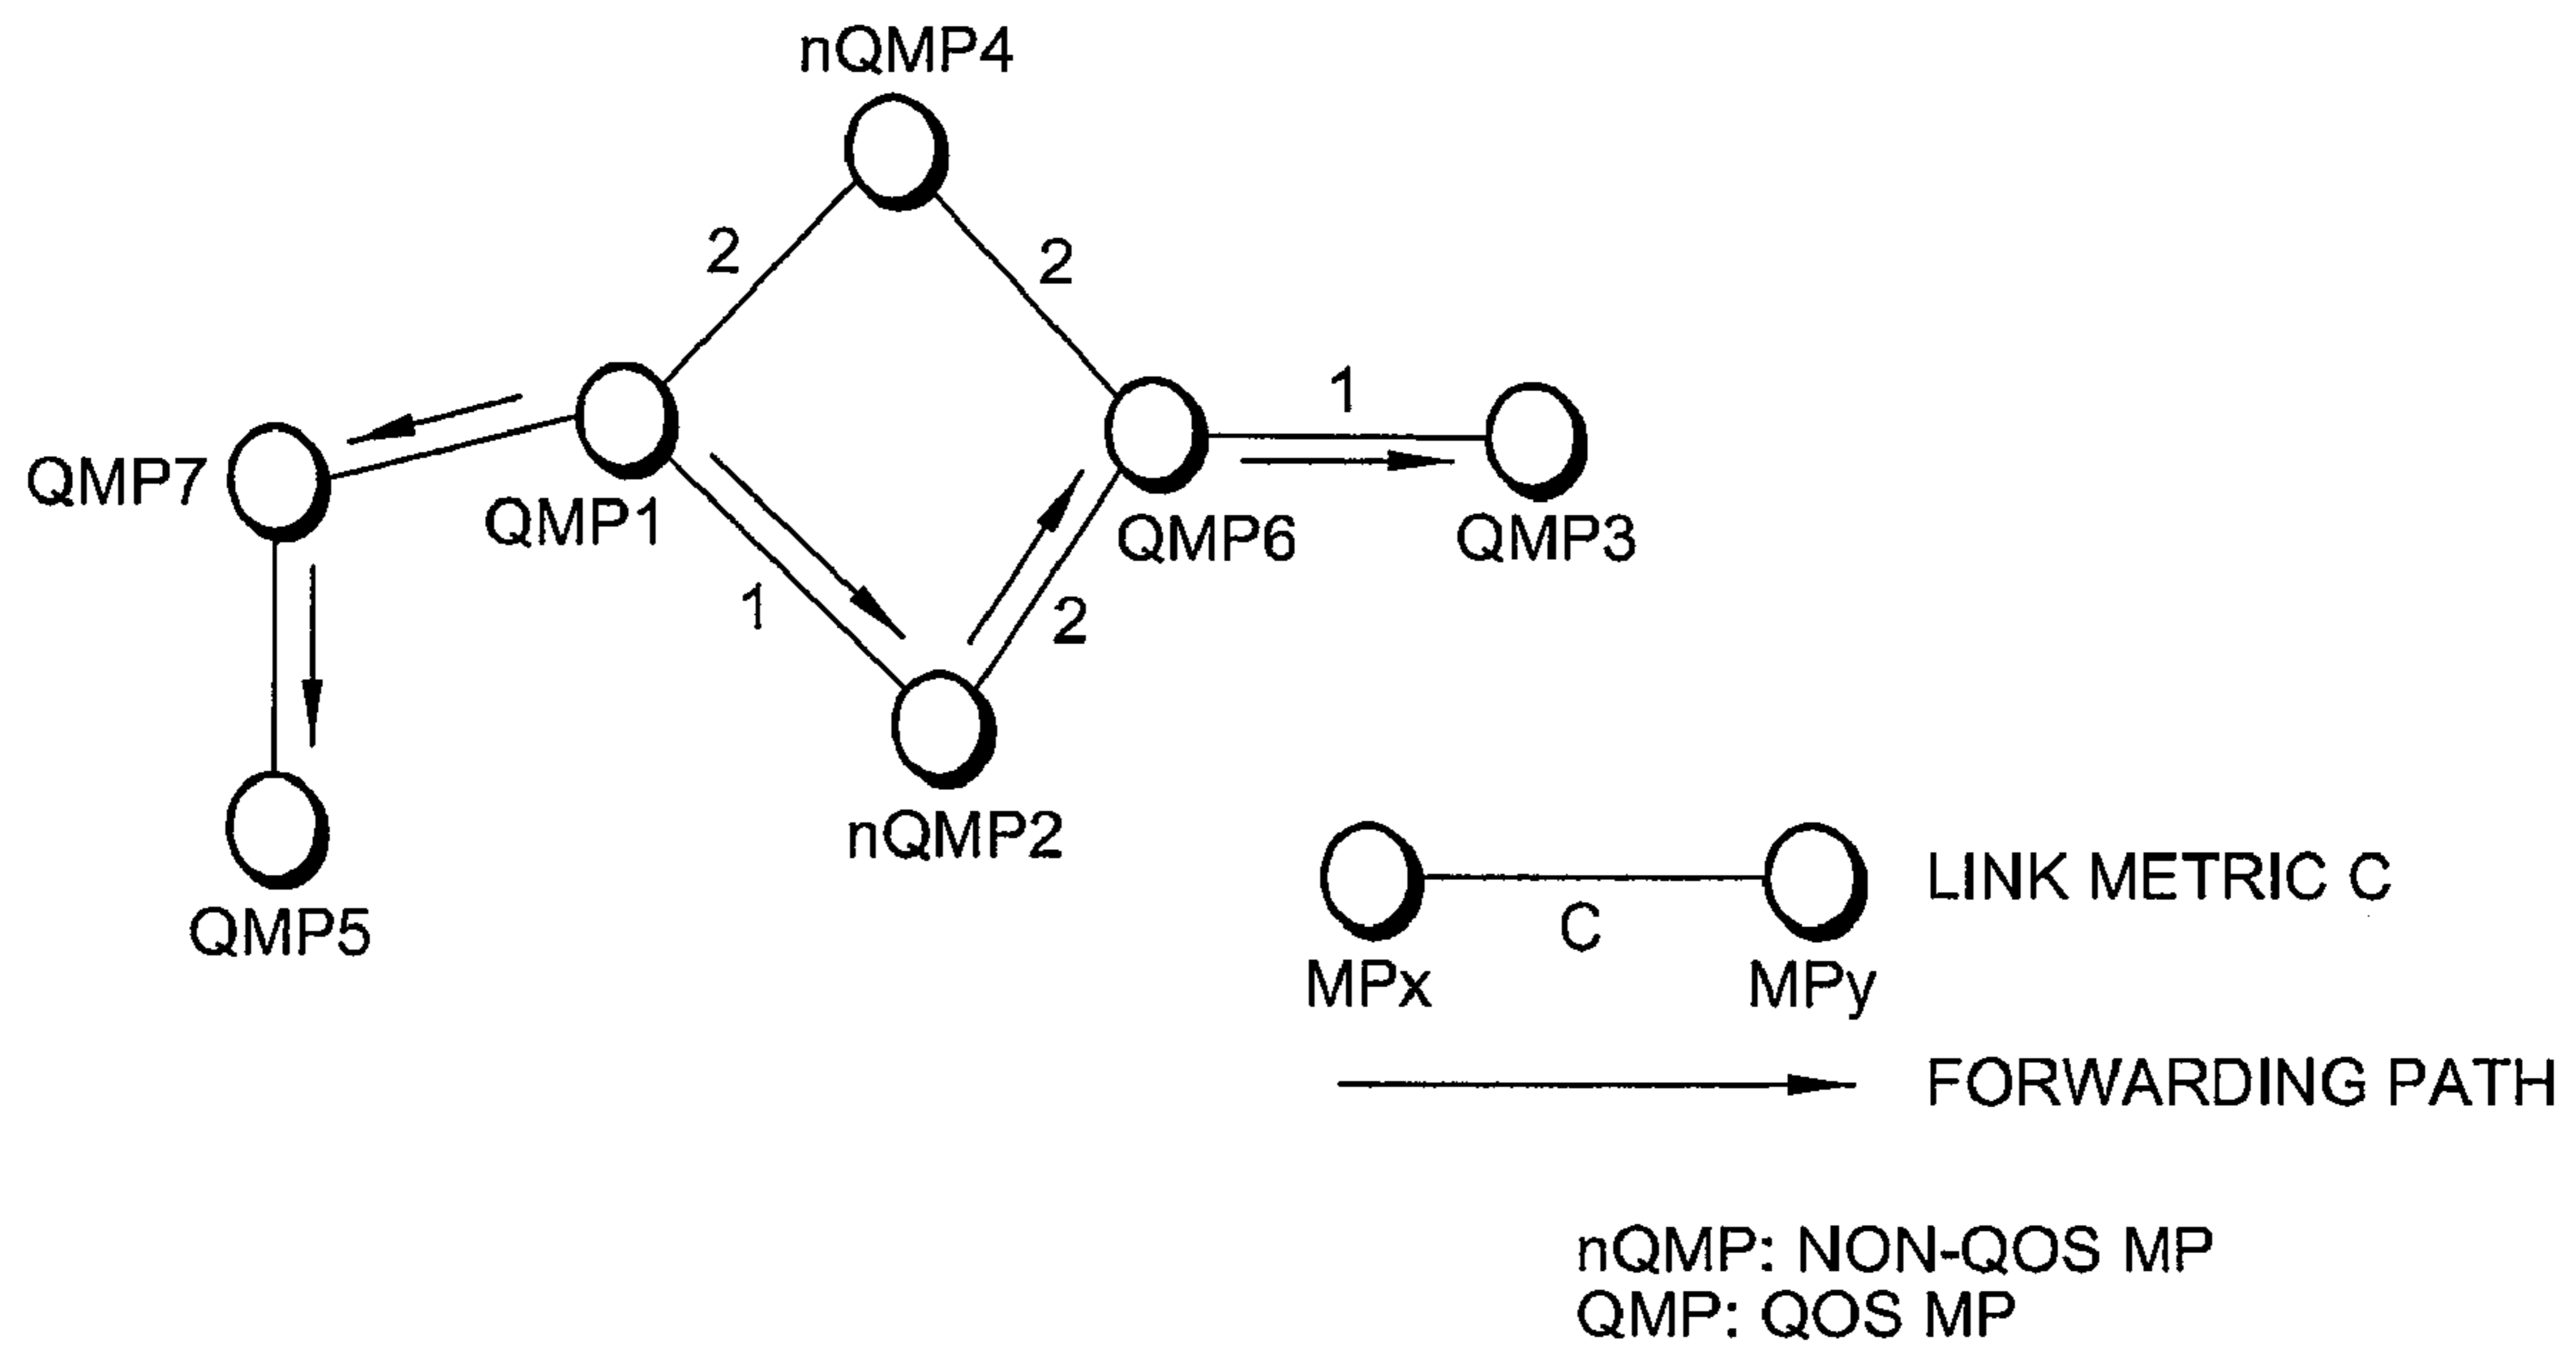 nQMP4
2
2
1
QMP7
QMP1
QMP6
QMP3
1
2
nQMP2
QMP5
LINK METRIC C
C
MPx
MPy
FORWARDING PATH
nQMP: NON-QOS MP
QMP: QOS MP